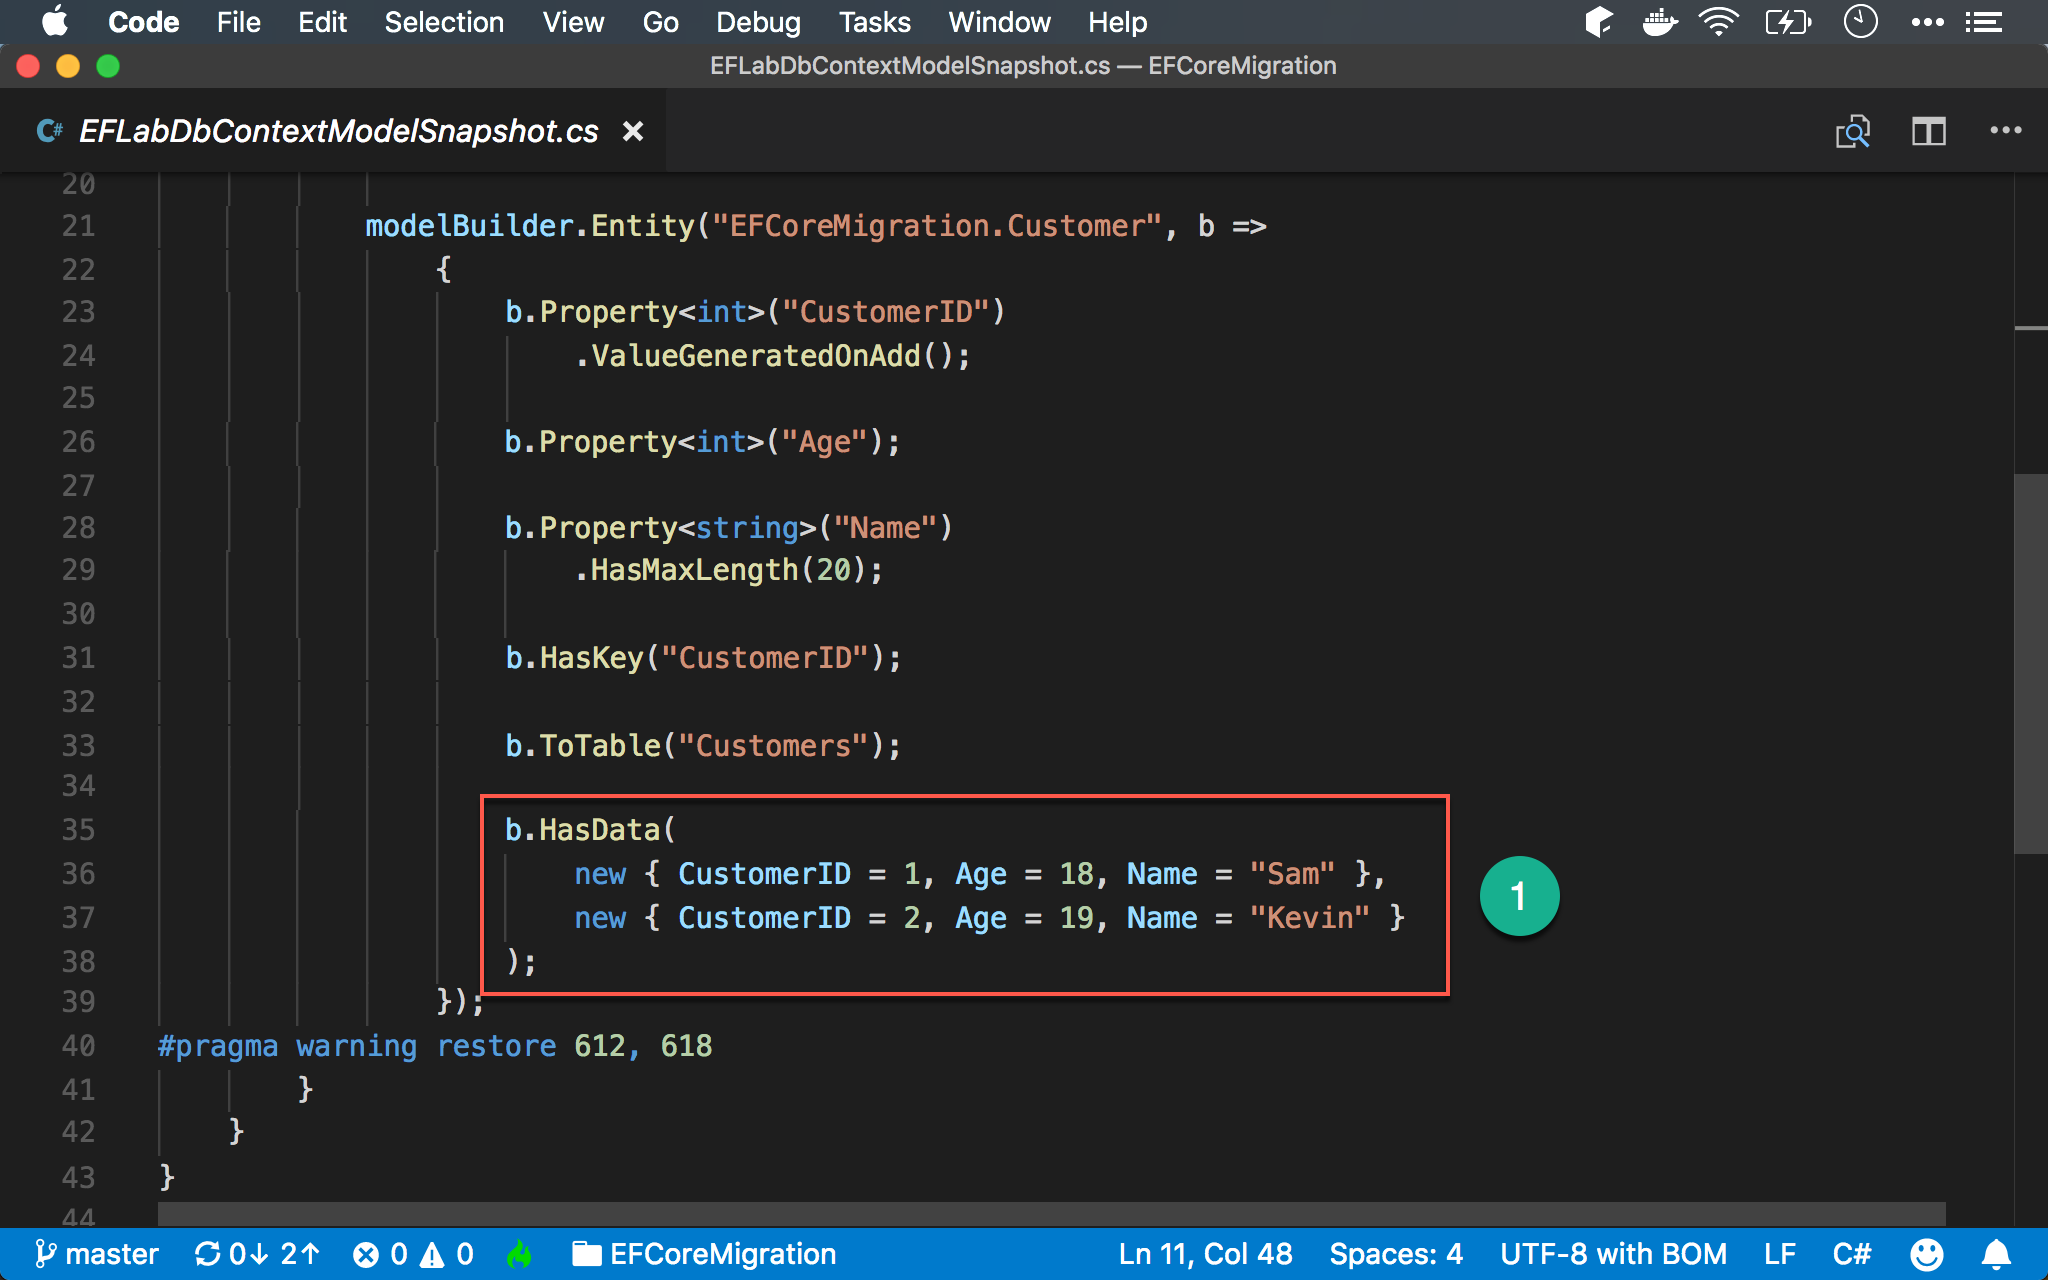 Code File Edit Selection View Go Debug Tasks Window Help
EFLabDbContextModelSnapshot.cs — EFCoreMigration
C# EFLabDbContextModelSnapshot.cs
20
21 modelBuilder.Entity("EFCoreMigration.Customer", b =>
22 {
23 b.Property<int>("CustomerID")
24 .ValueGeneratedOnAdd();
25
26 b.Property<int>("Age");
27
28 b.Property<string>("Name")
29 .HasMaxLength(20);
30
31 b.HasKey("CustomerID");
32
33 b.ToTable("Customers");
34
35 b.HasData(
36 new { CustomerID = 1, Age = 18, Name = "Sam" },
37 new { CustomerID = 2, Age = 19, Name = "Kevin" }
38 );
39 });
40 #pragma warning restore 612, 618
41 }
42 }
43 }
44
1
master 0↓ 2↑ 0 0 EFCoreMigration Ln 11, Col 48 Spaces: 4 UTF-8 with BOM LF C#